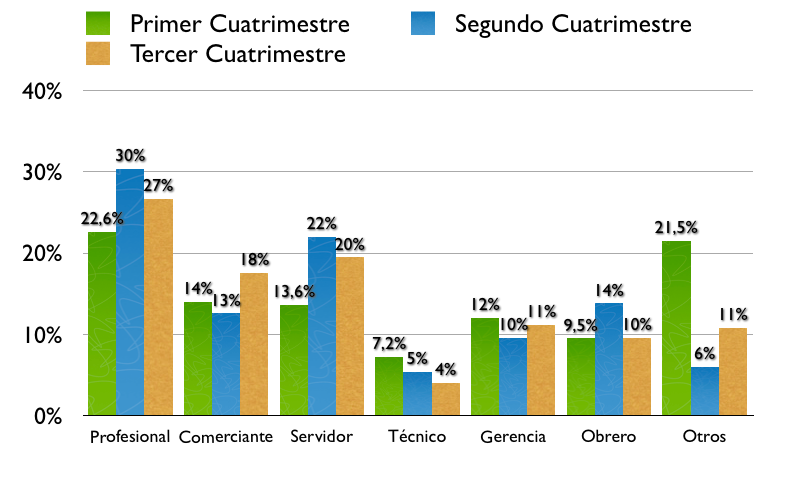 Primer Cuatrimestre Segundo Cuatrimestre
Tercer Cuatrimestre
40%
30%
20%
10%
0%
22,6% 30% 27%
14% 13% 18%
13,6% 22% 20%
7,2% 5% 4%
12% 10% 11%
9,5% 14% 10%
21,5% 6% 11%
Profesional Comerciante Servidor Técnico Gerencia Obrero Otros